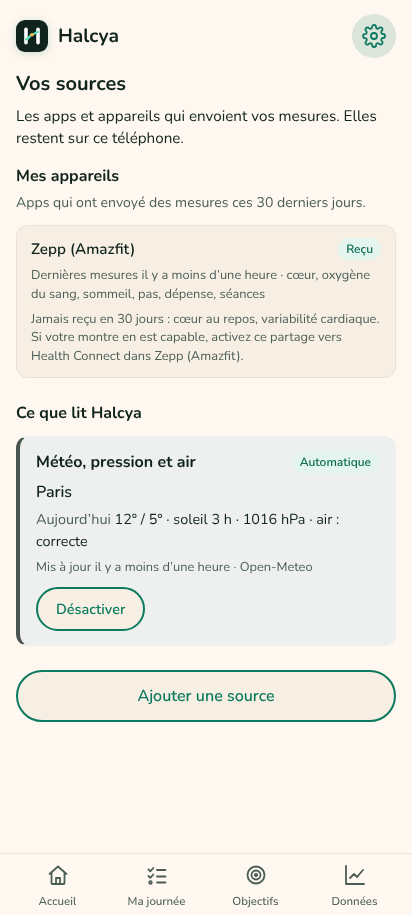 Halcya
Vos sources
Les apps et appareils qui envoient vos mesures. Elles
restent sur ce téléphone.
Mes appareils
Apps qui ont envoyé des mesures ces 30 derniers jours.
Zepp (Amazfit)
Reçu
Dernières mesures il y a moins d'une heure · cœur, oxygène
du sang, sommeil, pas, dépense, séances
Jamais reçu en 30 jours : cœur au repos, variabilité cardiaque.
Si votre montre en est capable, activez ce partage vers
Health Connect dans Zepp (Amazfit).
Ce que lit Halcya
Météo, pression et air
Automatique
Paris
Aujourd'hui 12° / 5° · soleil 3 h · 1016 hPa · air :
correcte
Mis à jour il y a moins d'une heure · Open-Meteo
Désactiver
Ajouter une source
Accueil
Ma journée
Objectifs
Données